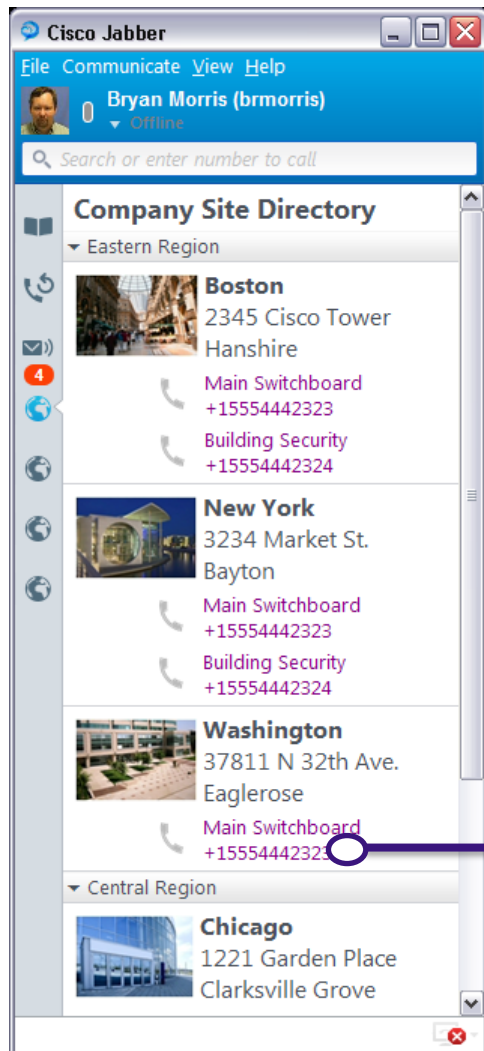 Cisco Jabber
File Communicate View Help
Bryan Morris (brmorris)
Offline
Search or enter number to call
Company Site Directory
Eastern Region
Boston
2345 Cisco Tower
Hanshire
Main Switchboard
+15554442323
Building Security
+15554442324
4
New York
3234 Market St.
Bayton
Main Switchboard
+15554442323
Building Security
+15554442324
Washington
37811 N 32th Ave.
Eaglerose
Main Switchboard
+15554442323
Central Region
Chicago
1221 Garden Place
Clarksville Grove